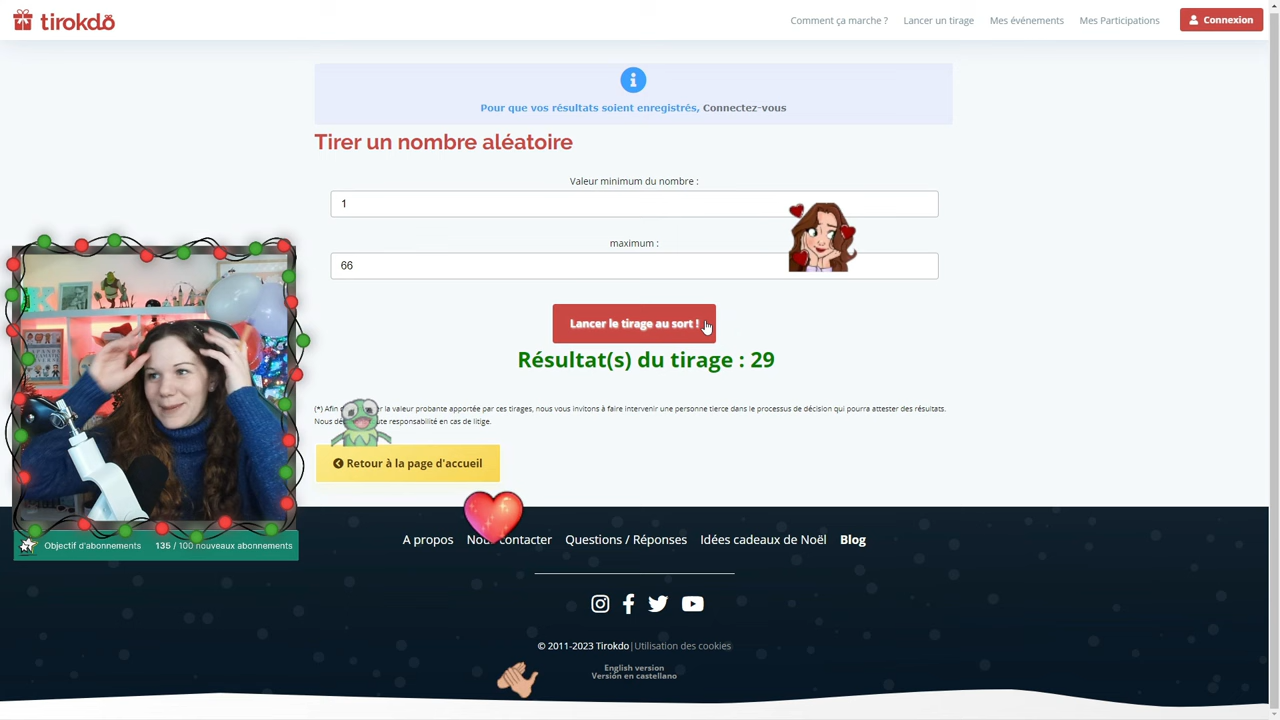 tirokdo
Comment ça marche ?
Lancer un tirage
Mes événements
Mes Participations
Connexion
Pour que vos résultats soient enregistrés, Connectez-vous
Tirer un nombre aléatoire
Valeur minimum du nombre :
1
maximum :
66
Lancer le tirage au sort !
Résultat(s) du tirage : 29
(*) Afin la valeur probante apportée par ces tirages, nous vous invitons à faire intervenir une personne tierce dans le processus de décision qui pourra attester des résultats.
Nous responsabilité en cas de litige.
Retour à la page d'accueil
Objectif d'abonnements 135 / 100 nouveaux abonnements
A propos
contacter
Questions / Réponses
Idées cadeaux de Noël
Blog
© 2011-2023 Tirokdo|Utilisation des cookies
English version
Versión en castellano